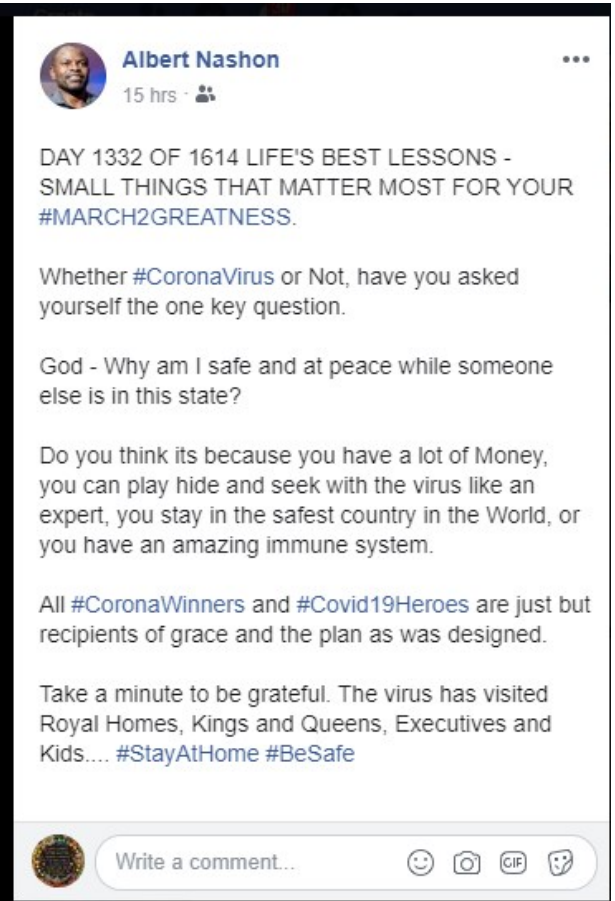 Albert Nashon
15 hrs ·
DAY 1332 OF 1614 LIFE'S BEST LESSONS -
SMALL THINGS THAT MATTER MOST FOR YOUR
#MARCH2GREATNESS.
Whether #CoronaVirus or Not, have you asked
yourself the one key question.
God - Why am I safe and at peace while someone
else is in this state?
Do you think its because you have a lot of Money,
you can play hide and seek with the virus like an
expert, you stay in the safest country in the World, or
you have an amazing immune system.
All #CoronaWinners and #Covid19Heroes are just but
recipients of grace and the plan as was designed.
Take a minute to be grateful. The virus has visited
Royal Homes, Kings and Queens, Executives and
Kids.... #StayAtHome #BeSafe
Write a comment...
GIF